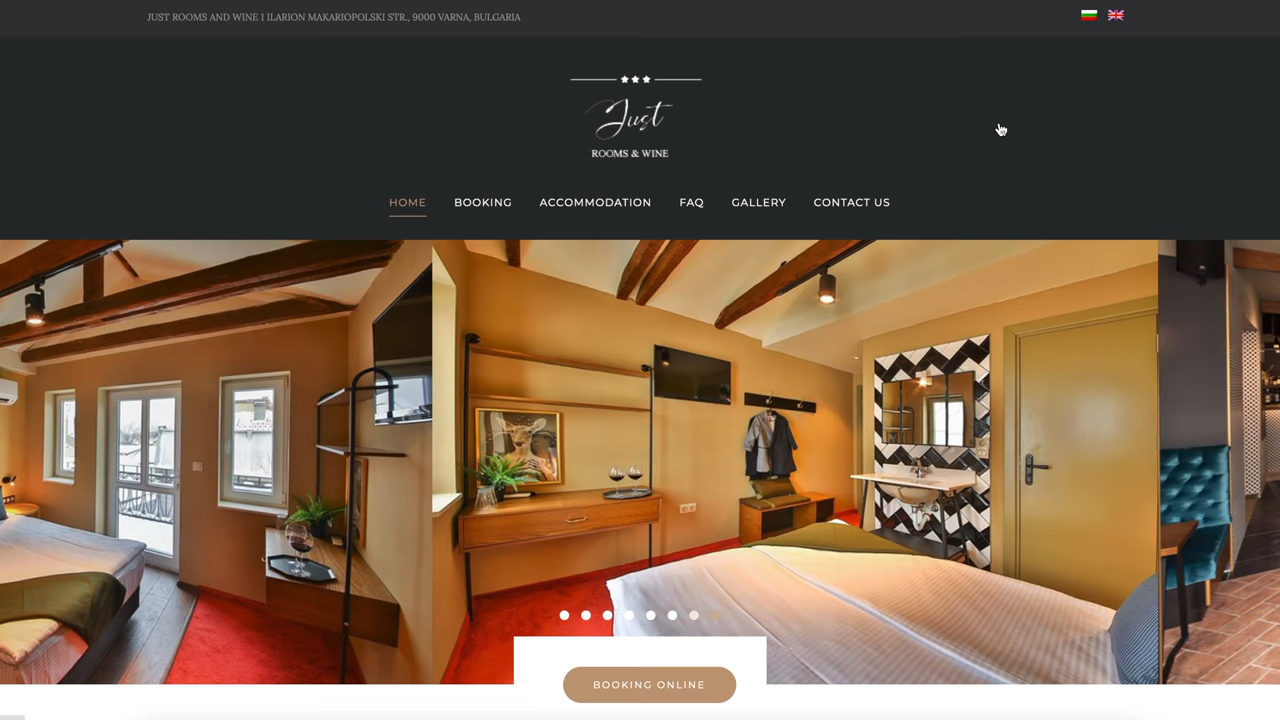 JUST ROOMS AND WINE 1 ILARION MAKARIOPOLSKI STR., 9000 VARNA, BULGARIA
Just
ROOMS & WINE
HOME BOOKING ACCOMMODATION FAQ GALLERY CONTACT US
BOOKING ONLINE